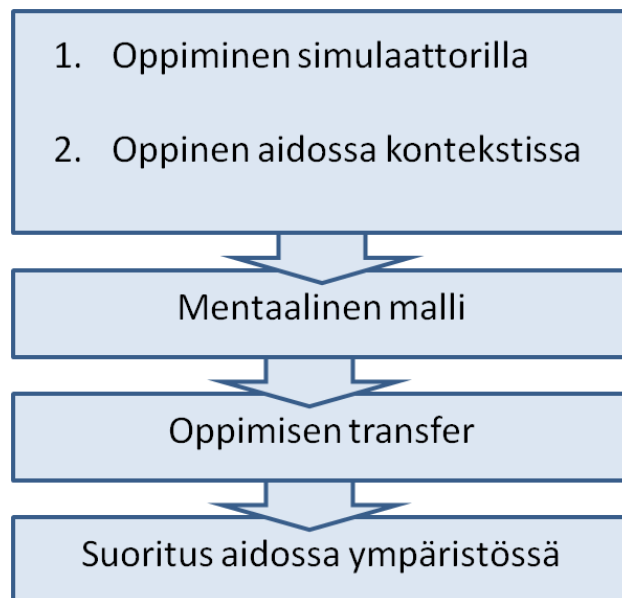 1. Oppiminen simulaattorilla
2. Oppinen aidossa kontekstissa
Mentaalinen malli
Oppimisen transfer
Suoritus aidossa ympäristössä